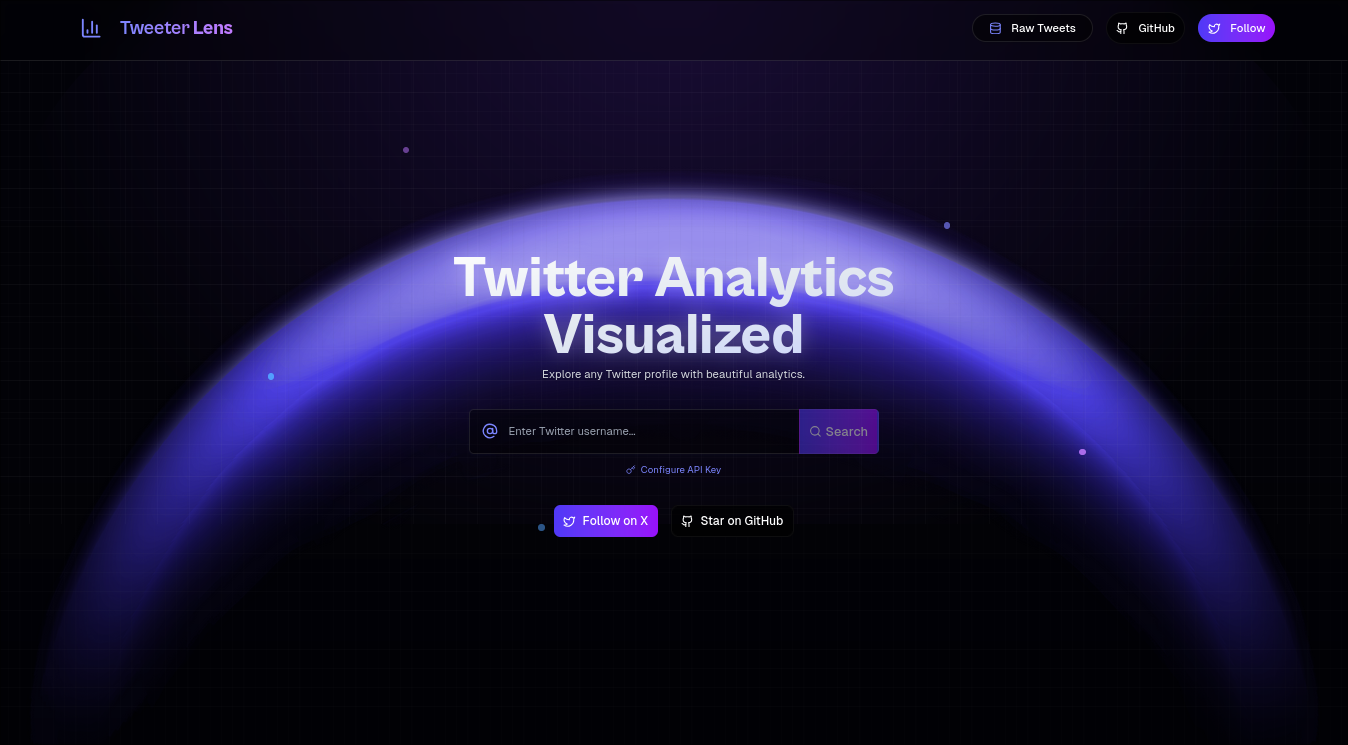 Tweeter Lens
Raw Tweets
GitHub
Follow
Twitter Analytics
Visualized
Explore any Twitter profile with beautiful analytics.
Enter Twitter username...
Search
Configure API Key
Follow on X
Star on GitHub